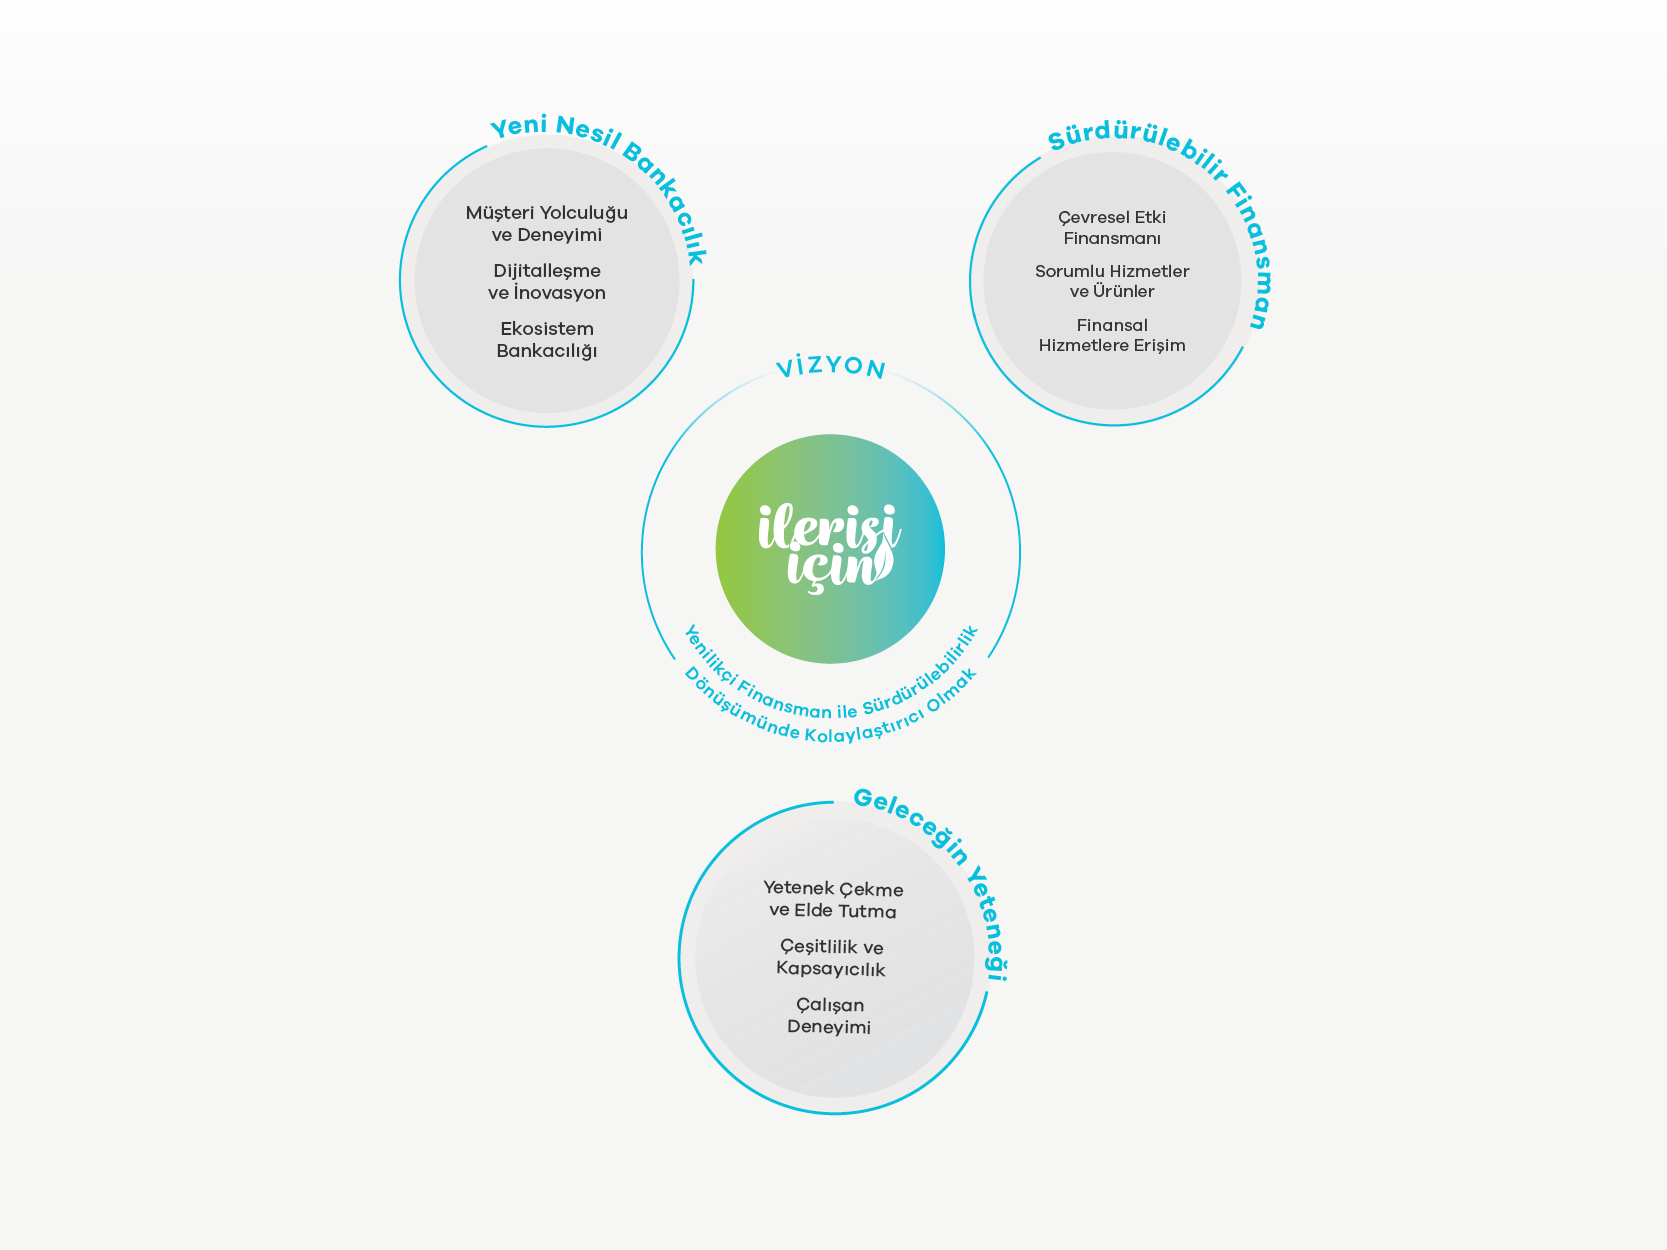 Yeni Nesil Bankacılık
Müşteri Yolculuğu
ve Deneyimi
Dijitalleşme
ve İnovasyon
Ekosistem
Bankacılığı
Sürdürülebilir Finansman
Çevresel Etki
Finansmanı
Sorumlu Hizmetler
ve Ürünler
Finansal
Hizmetlere Erişim
VİZYON
ilerisi
için
Yenilikçi Finansman ile Sürdürülebilirlik
Dönüşümünde Kolaylaştırıcı Olmak
Geleceğin Yeteneği
Yetenek Çekme
ve Elde Tutma
Çeşitlilik ve
Kapsayıcılık
Çalışan
Deneyimi